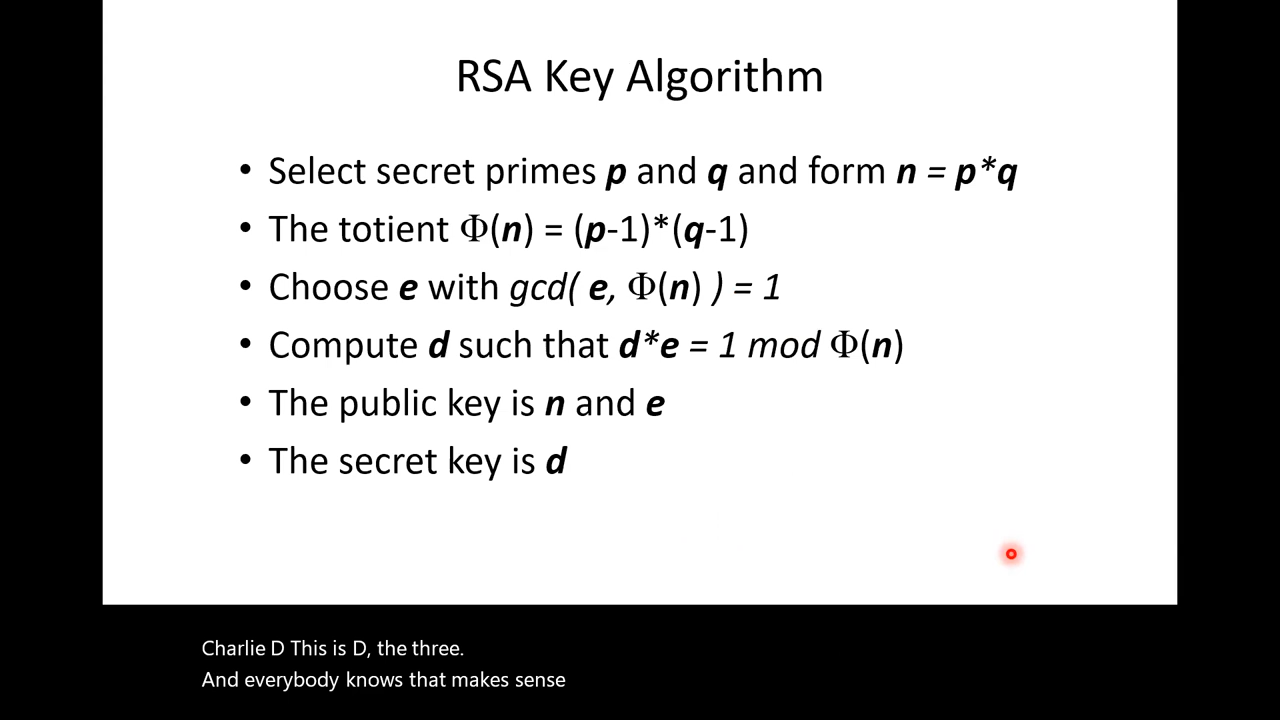 RSA Key Algorithm
• Select secret primes p and q and form n = p*q
• The totient Φ(n) = (p-1)*(q-1)
• Choose e with gcd( e, Φ(n) ) = 1
• Compute d such that d*e = 1 mod Φ(n)
• The public key is n and e
• The secret key is d
Charlie D This is D, the three.
And everybody knows that makes sense